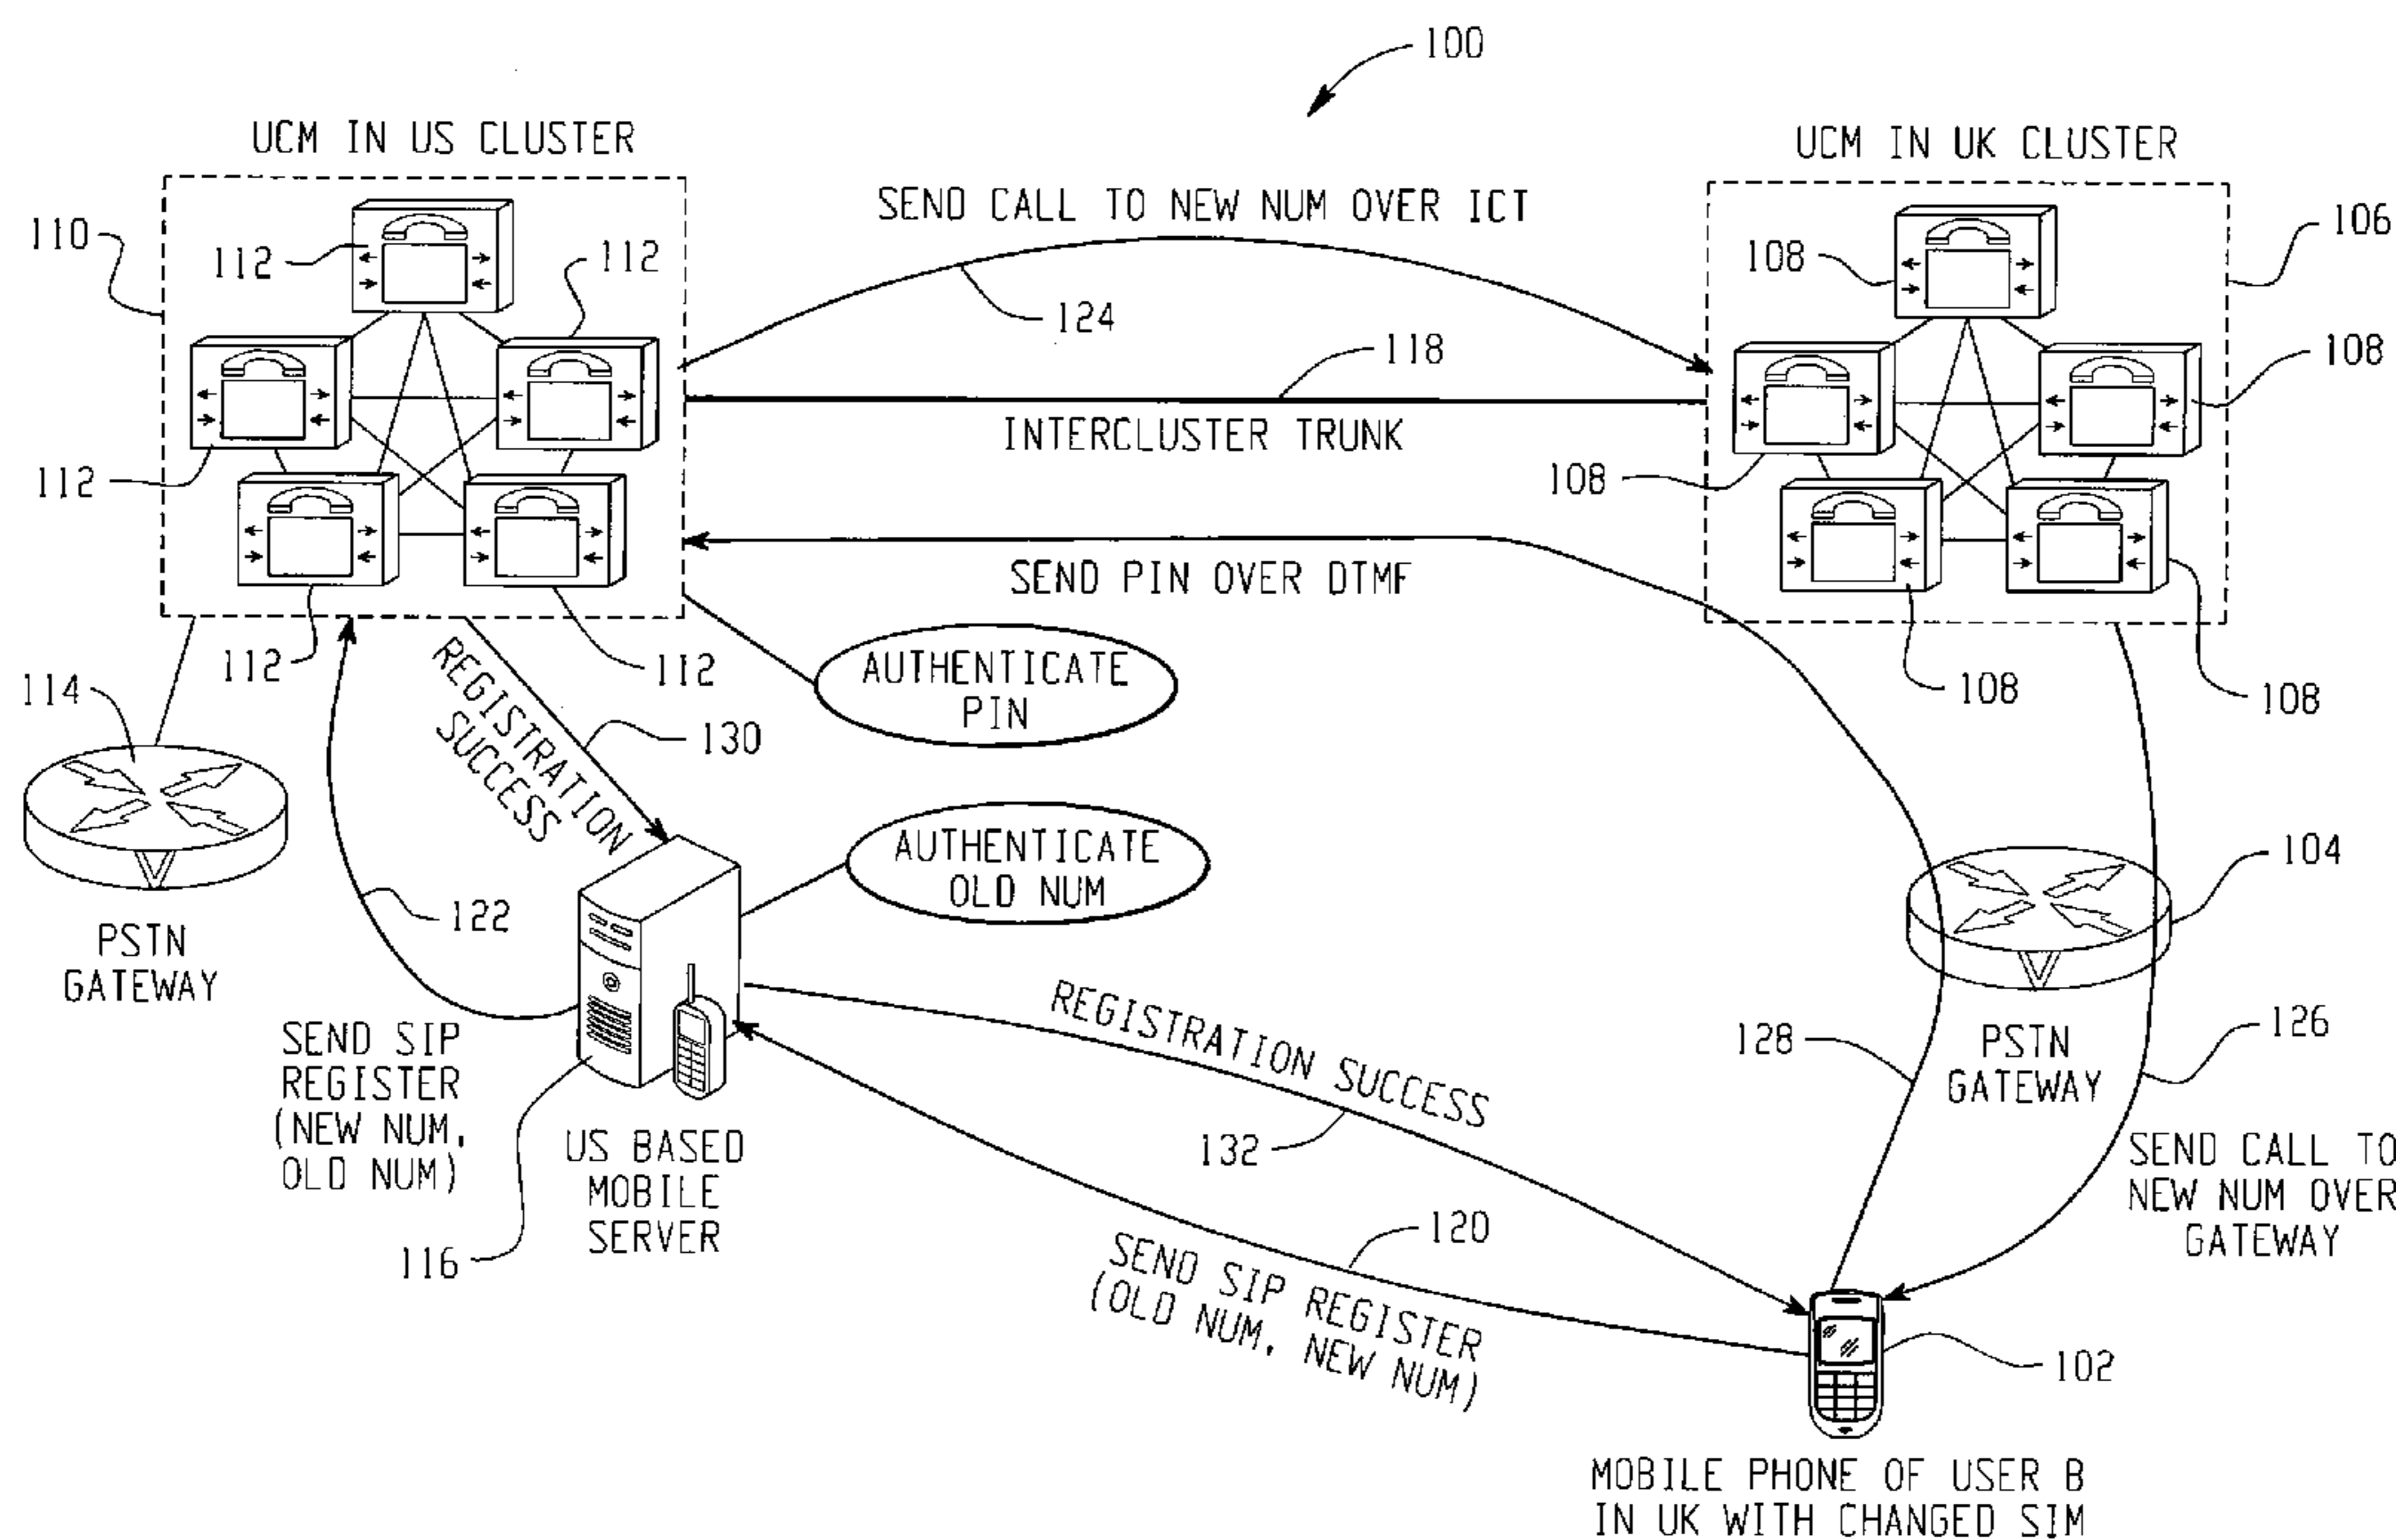 100
UCM IN US CLUSTER
UCM IN UK CLUSTER
SEND CALL TO NEW NUM OVER ICT
110
112
112
124
118
INTERCLUSTER TRUNK
112
108
106
108
108
SEND PIN OVER DTMF
112
112
108
108
114
REGISTRATION
SUCCESS
130
AUTHENTICATE
PIN
AUTHENTICATE
OLD NUM
122
104
PSTN
GATEWAY
SEND SIP
REGISTER
(NEW NUM,
OLD NUM)
116
US BASED
MOBILE
SERVER
REGISTRATION SUCCESS
132
128
PSTN
GATEWAY
126
SEND CALL TO
NEW NUM OVER
GATEWAY
120
SEND SIP REGISTER
(OLD NUM, NEW NUM)
102
MOBILE PHONE OF USER B
IN UK WITH CHANGED SIM